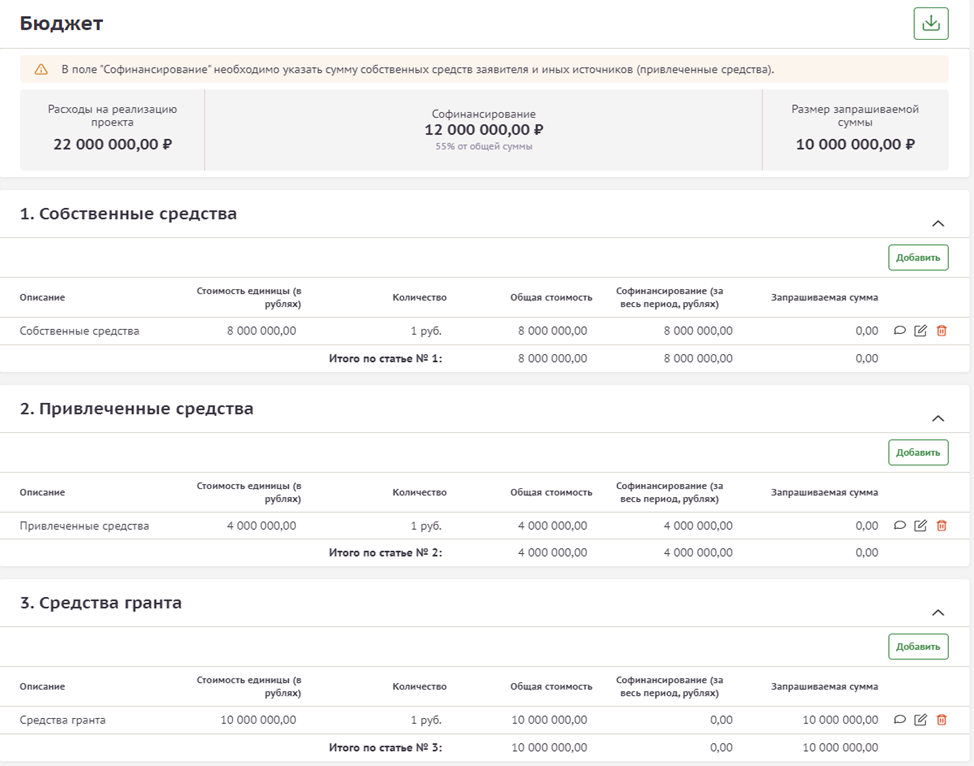 Бюджет
В поле "Софинансирование" необходимо указать сумму собственных средств заявителя и иных источников (привлеченные средства).
Расходы на реализацию
проекта
22 000 000,00 ₽
Софинансирование
12 000 000,00 ₽
55% от общей суммы
Размер запрашиваемой
суммы
10 000 000,00 ₽
1. Собственные средства
Добавить
Описание Стоимость единицы (в рублях) Количество Общая стоимость Софинансирование (за весь период, рублях) Запрашиваемая сумма
Собственные средства 8 000 000,00 1 руб. 8 000 000,00 8 000 000,00 0,00
Итого по статье № 1: 8 000 000,00 8 000 000,00 0,00
2. Привлеченные средства
Добавить
Описание Стоимость единицы (в рублях) Количество Общая стоимость Софинансирование (за весь период, рублях) Запрашиваемая сумма
Привлеченные средства 4 000 000,00 1 руб. 4 000 000,00 4 000 000,00 0,00
Итого по статье № 2: 4 000 000,00 4 000 000,00 0,00
3. Средства гранта
Добавить
Описание Стоимость единицы (в рублях) Количество Общая стоимость Софинансирование (за весь период, рублях) Запрашиваемая сумма
Средства гранта 10 000 000,00 1 руб. 10 000 000,00 0,00 10 000 000,00
Итого по статье № 3: 10 000 000,00 0,00 10 000 000,00